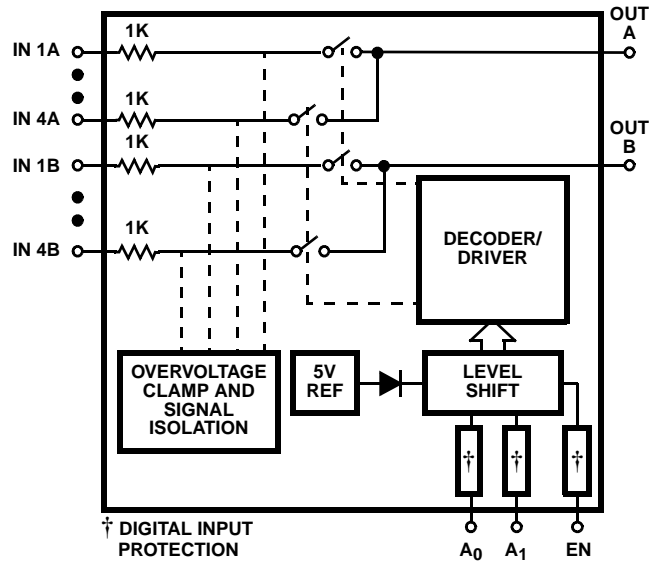 OUT
A
1K
IN 1A
1K
IN 4A
1K
OUT
B
IN 1B
1K
IN 4B
DECODER/
DRIVER
OVERVOLTAGE
CLAMP AND
SIGNAL
ISOLATION
5V
REF
LEVEL
SHIFT
† † †
† DIGITAL INPUT
PROTECTION
A0 A1 EN